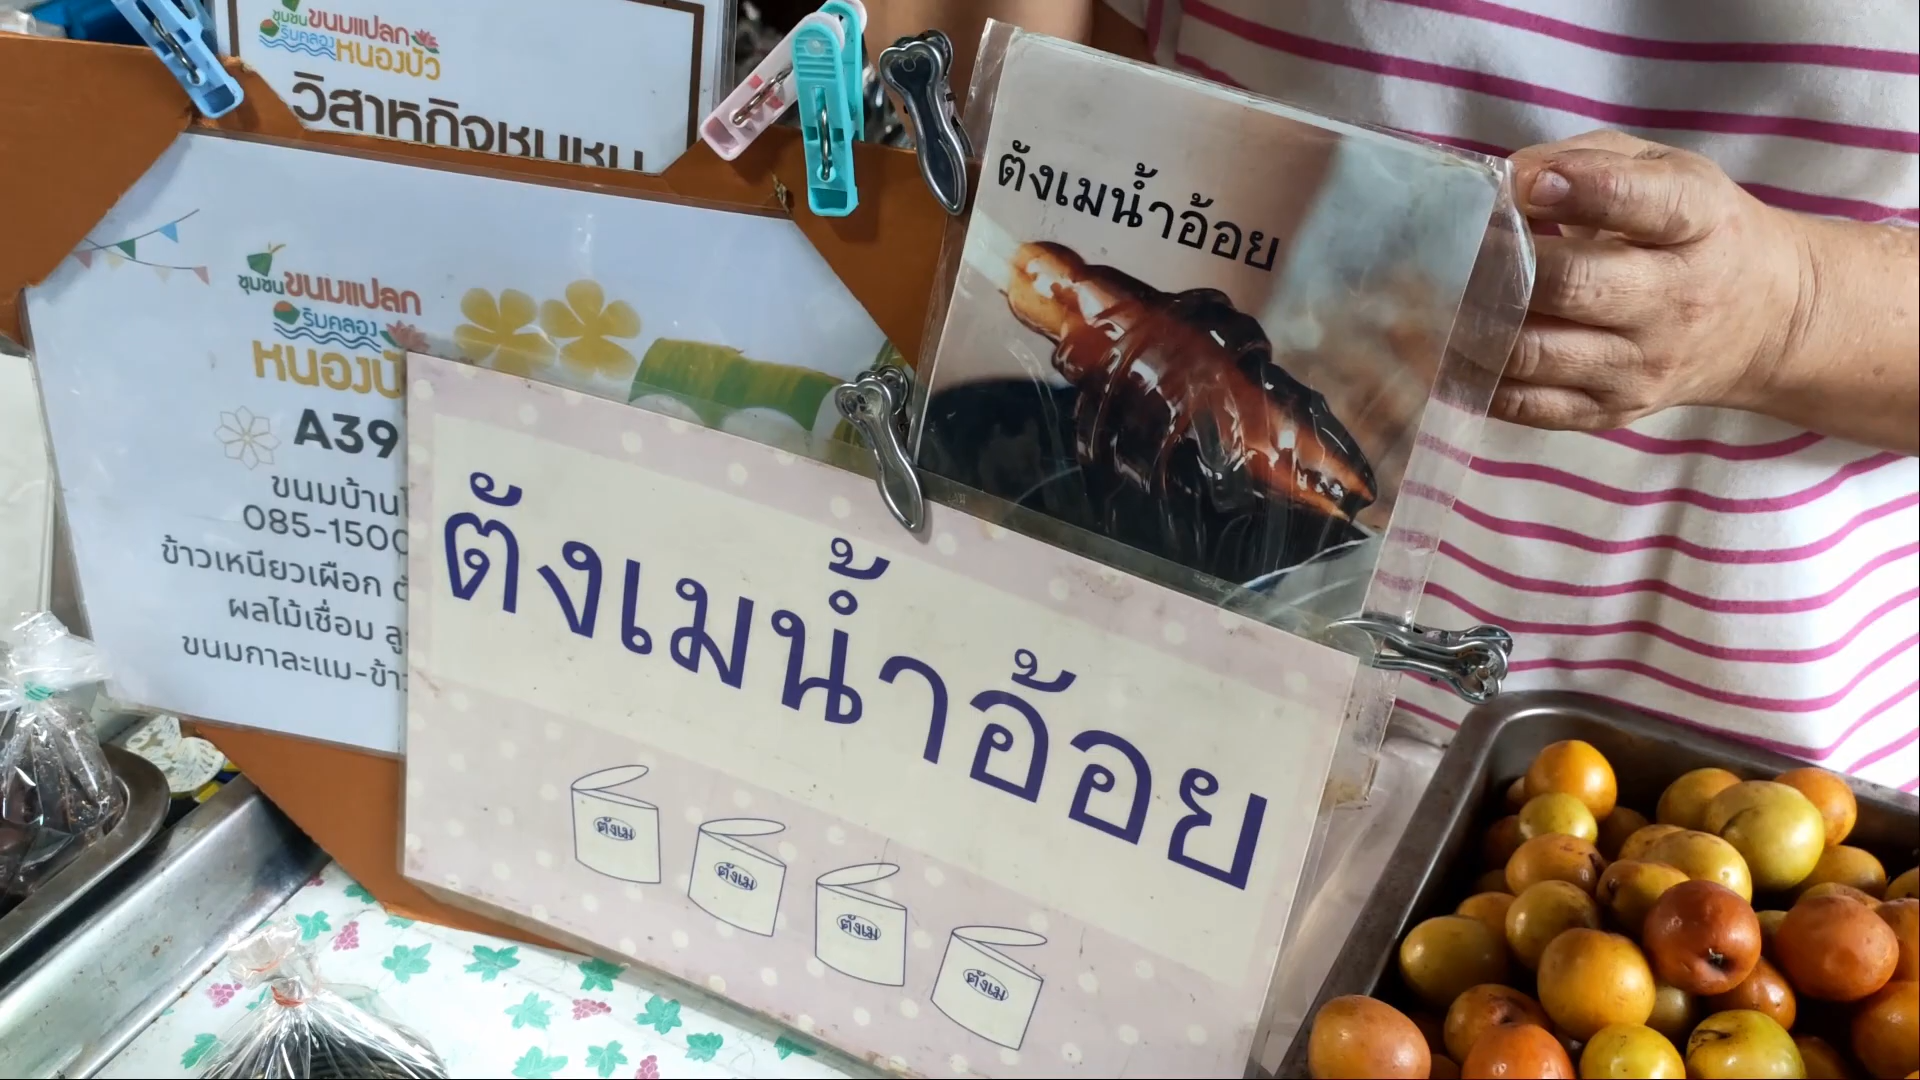 ชุมชนขนมแปลก
ริมคลอง
หนองบัว
วิสาหกิจชุมชน
ชุมชนขนมแปลก
ริมคลอง
หนองบัว
A39
ขนมบ้าน
085-150
ข้าวเหนียวเผือก
ผลไม้เชื่อม
ขนมกาละแม-ข้าว
ตังเมน้ำอ้อย
ตังเมน้ำอ้อย
ตังเม
ตังเม
ตังเม
ตังเม